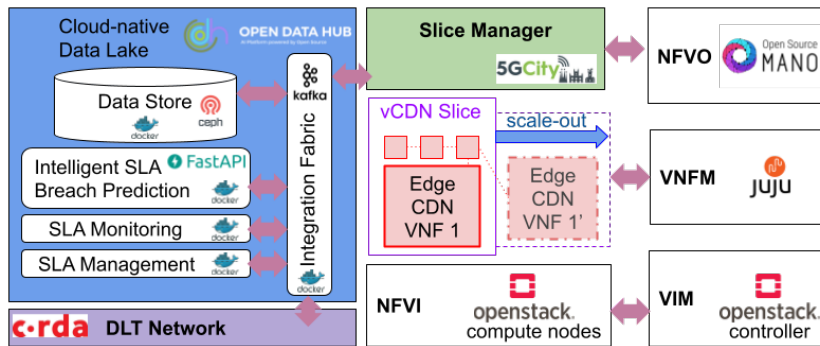 Cloud-native
Data Lake
OPEN DATA HUB
AI Platform powered by Open Source
Data Store
ceph
docker
kafka
Integration Fabric
docker
Intelligent SLA
Breach Prediction
FastAPI
docker
SLA Monitoring
docker
SLA Management
docker
c·rda
DLT Network
Slice Manager
5GCity
NFVO
Open Source
MANO
vCDN Slice
scale-out
Edge
CDN
VNF 1
Edge
CDN
VNF 1’
VNFM
JUJU
NFVI
openstack.
compute nodes
VIM
openstack.
controller